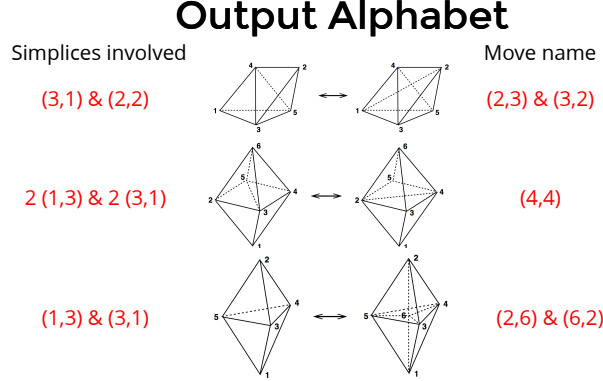 Output Alphabet
Simplices involved
Move name
4 2 4 2
(3,1) & (2,2)
(2,3) & (3,2)
1 5 1 5
3 3
6 6
5 5
2 4 2 4
2 (1,3) & 2 (3,1)
(4,4)
3 3
1 1
2 2
4 4
5 5 6
(1,3) & (3,1)
(2,6) & (6,2)
3 3
1 1